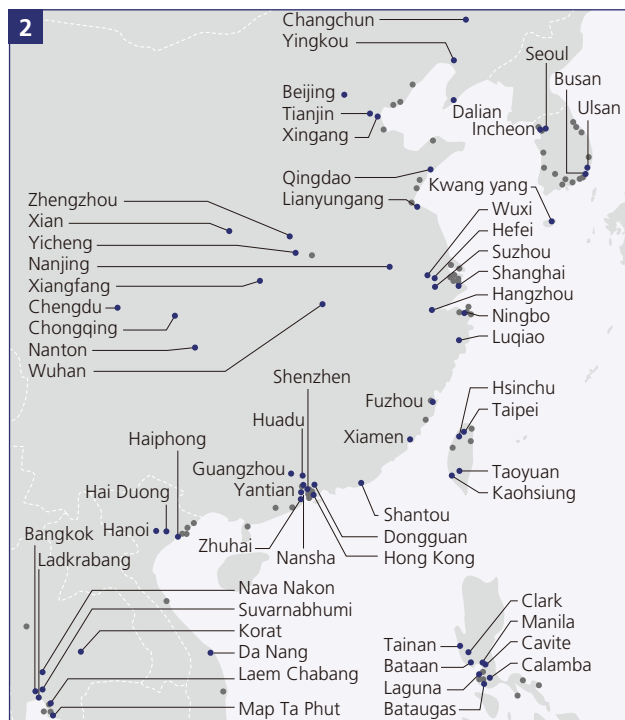 2
Changchun
Yingkou
Seoul
Busan
Beijing
Ulsan
Tianjin
Dalian
Xingang
Incheon
Qingdao
Lianyungang
Kwang yang
Zhengzhou
Wuxi
Xian
Hefei
Yicheng
Suzhou
Nanjing
Shanghai
Xiangfang
Hangzhou
Chengdu
Ningbo
Chongqing
Luqiao
Nanton
Wuhan
Shenzhen
Fuzhou
Hsinchu
Huadu
Taipei
Haiphong
Xiamen
Guangzhou
Taoyuan
Hai Duong
Yantian
Kaohsiung
Bangkok
Hanoi
Shantou
Ladkrabang
Zhuhai
Dongguan
Nansha
Hong Kong
Nava Nakon
Suvarnabhumi
Clark
Korat
Manila
Da Nang
Tainan
Cavite
Laem Chabang
Bataan
Calamba
Laguna
Map Ta Phut
Bataugas